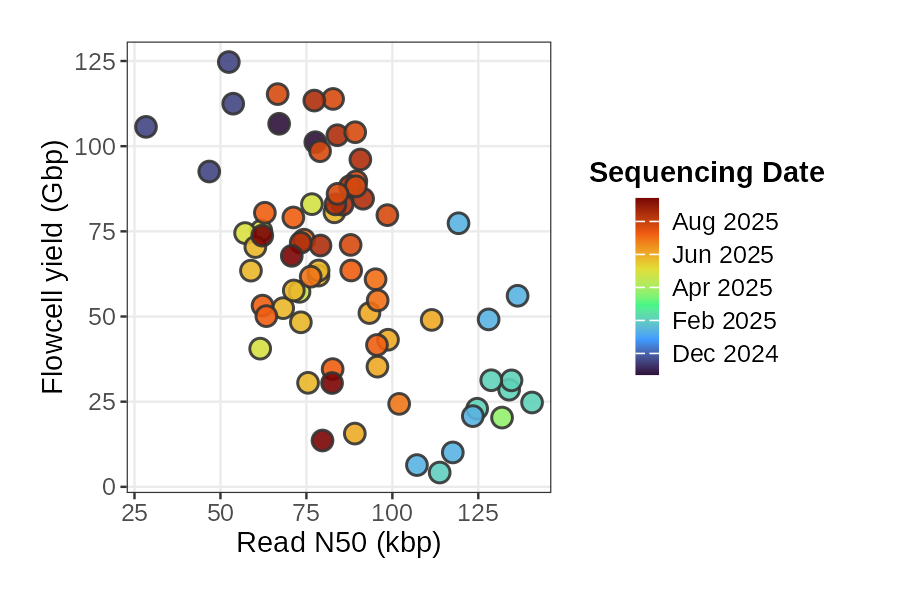 125
100
75
50
25
0
Flowcell yield (Gbp)
25 50 75 100 125
Read N50 (kbp)
Sequencing Date
Aug 2025
Jun 2025
Apr 2025
Feb 2025
Dec 2024